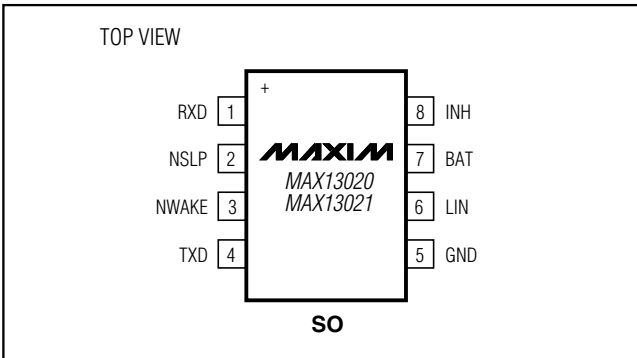 TOP VIEW
+
RXD 1
NSLP 2
NWAKE 3
TXD 4
MAXIM
MAX13020
MAX13021
8 INH
7 BAT
6 LIN
5 GND
SO